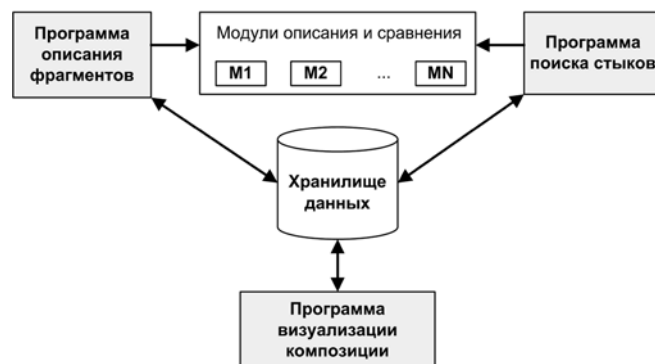 Программа
описания
фрагментов
Модули описания и сравнения
M1 M2 ... MN
Программа
поиска стыков
Хранилище
данных
Программа
визуализации
композиции